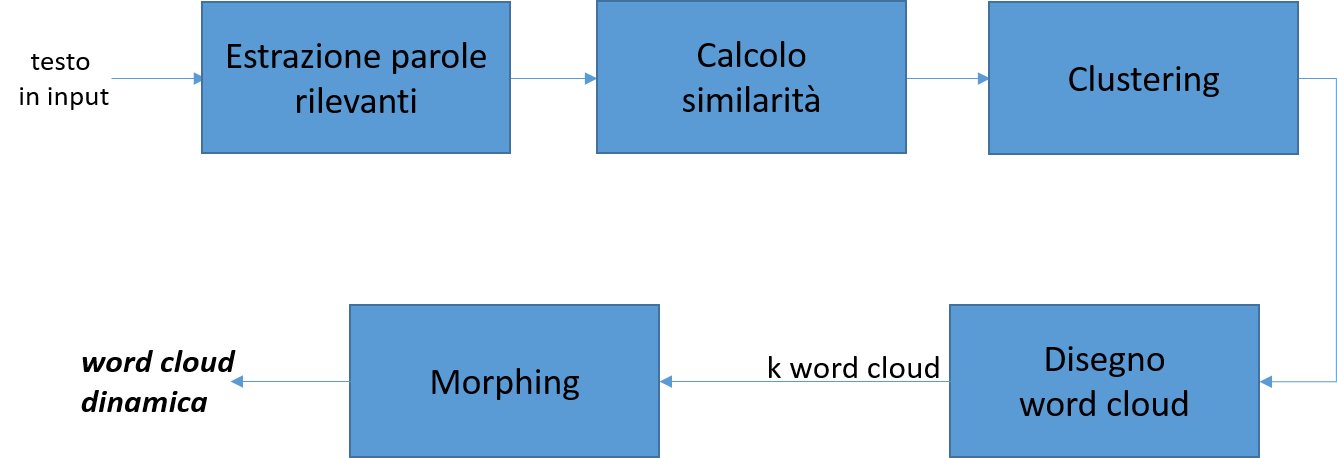 testo
in input
Estrazione parole
rilevanti
Calcolo
similarità
Clustering
word cloud
dinamica
Morphing
k word cloud
Disegno
word cloud